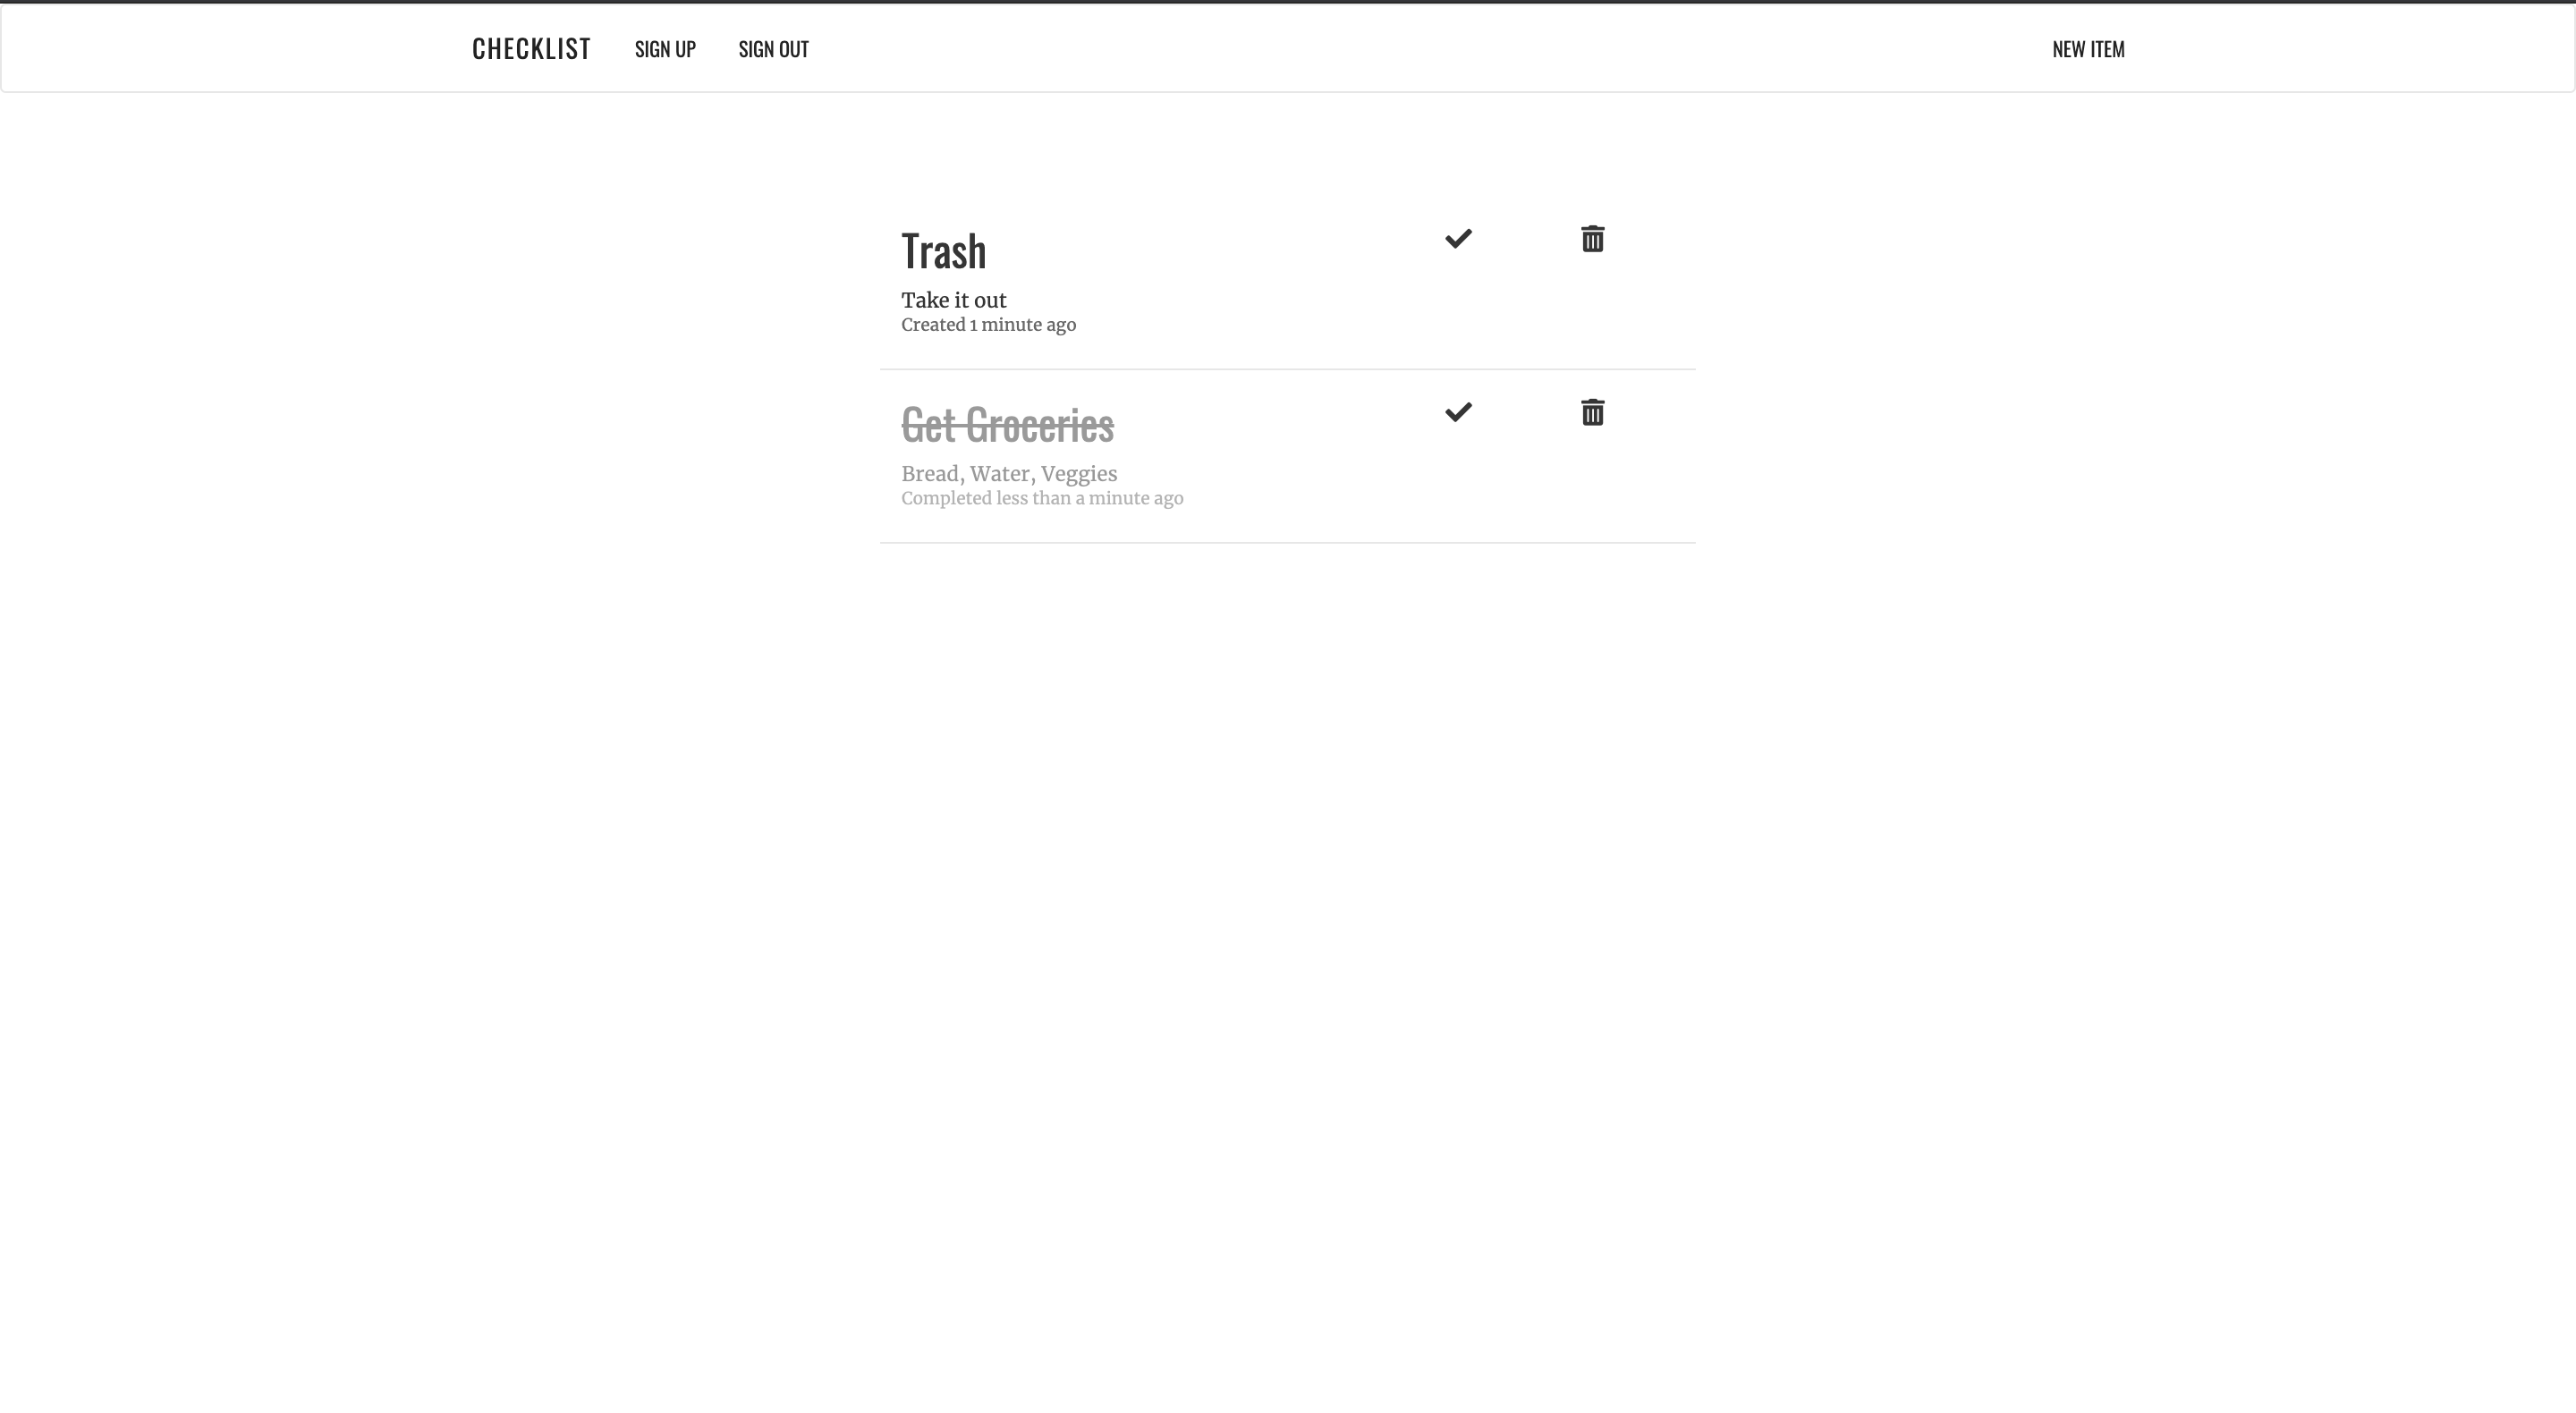 CHECKLIST SIGN UP SIGN OUT NEW ITEM
Trash
Take it out
Created 1 minute ago
Get Groceries
Bread, Water, Veggies
Completed less than a minute ago